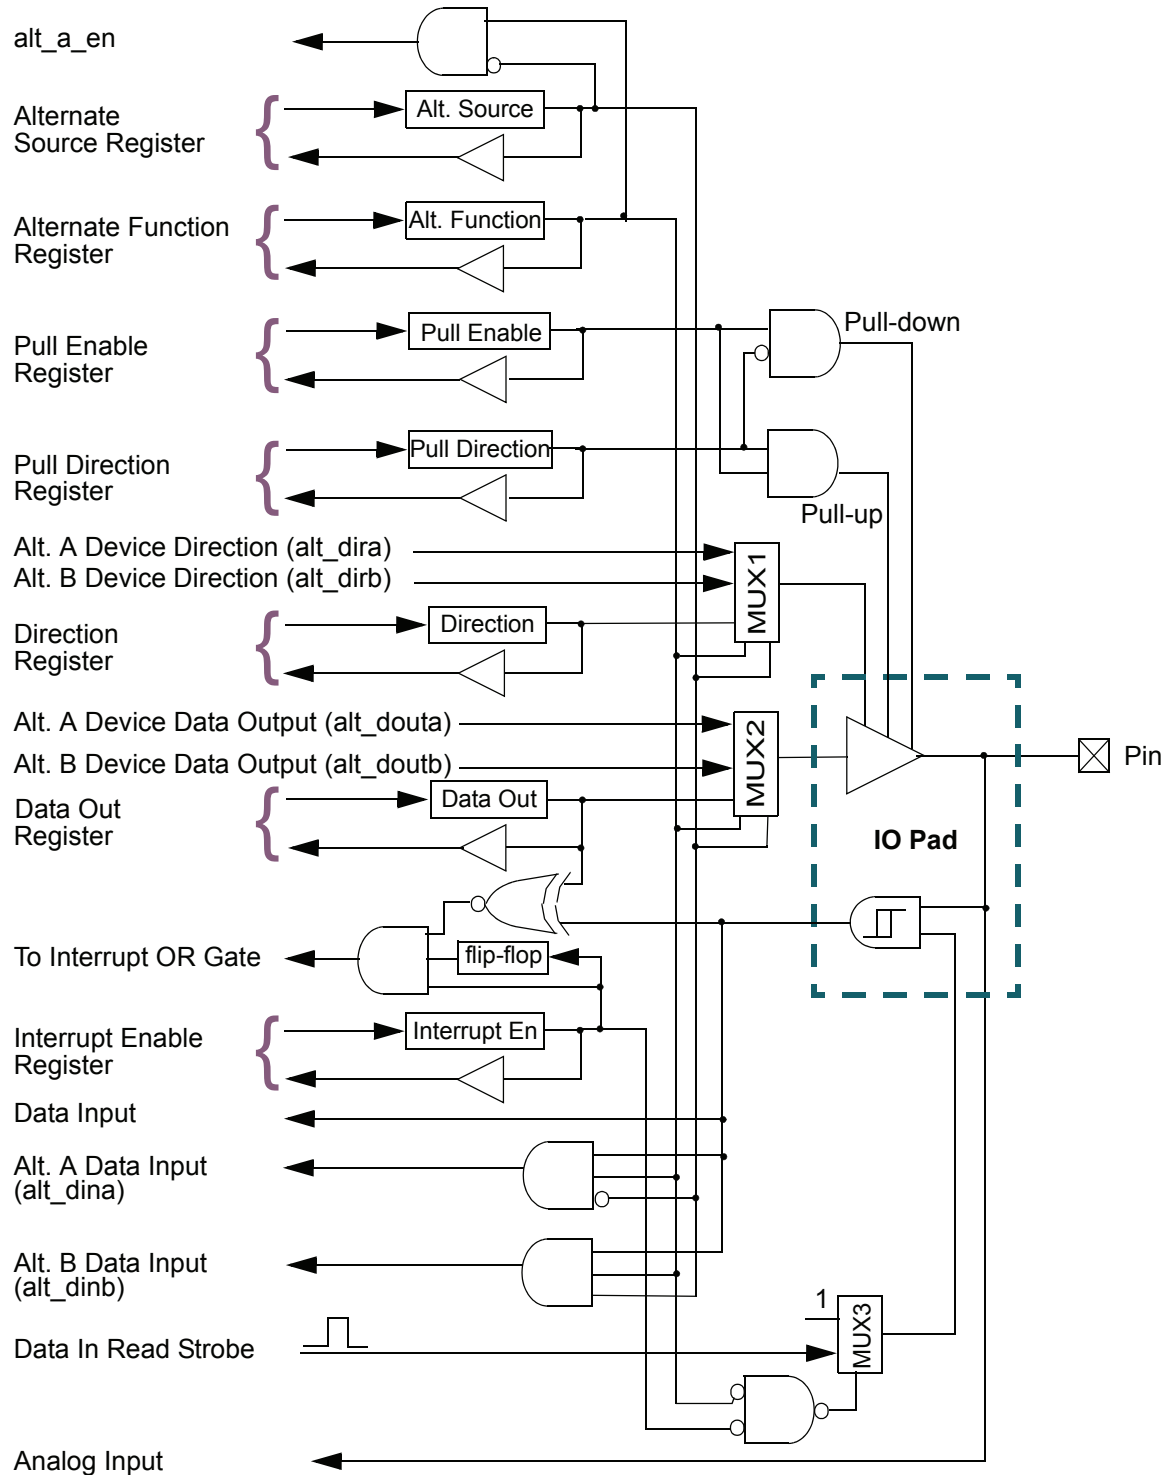 alt_a_en
Alternate
Source Register
Alt. Source
Alternate Function
Register
Alt. Function
Pull Enable
Register
Pull Enable
Pull-down
Pull Direction
Register
Pull Direction
Pull-up
Alt. A Device Direction (alt_dira)
Alt. B Device Direction (alt_dirb)
MUX1
Direction
Register
Direction
Alt. A Device Data Output (alt_douta)
Alt. B Device Data Output (alt_doutb)
MUX2
Pin
Data Out
Register
Data Out
IO Pad
To Interrupt OR Gate
flip-flop
Interrupt Enable
Register
Interrupt En
Data Input
Alt. A Data Input
(alt_dina)
Alt. B Data Input
(alt_dinb)
1
MUX3
Data In Read Strobe
Analog Input